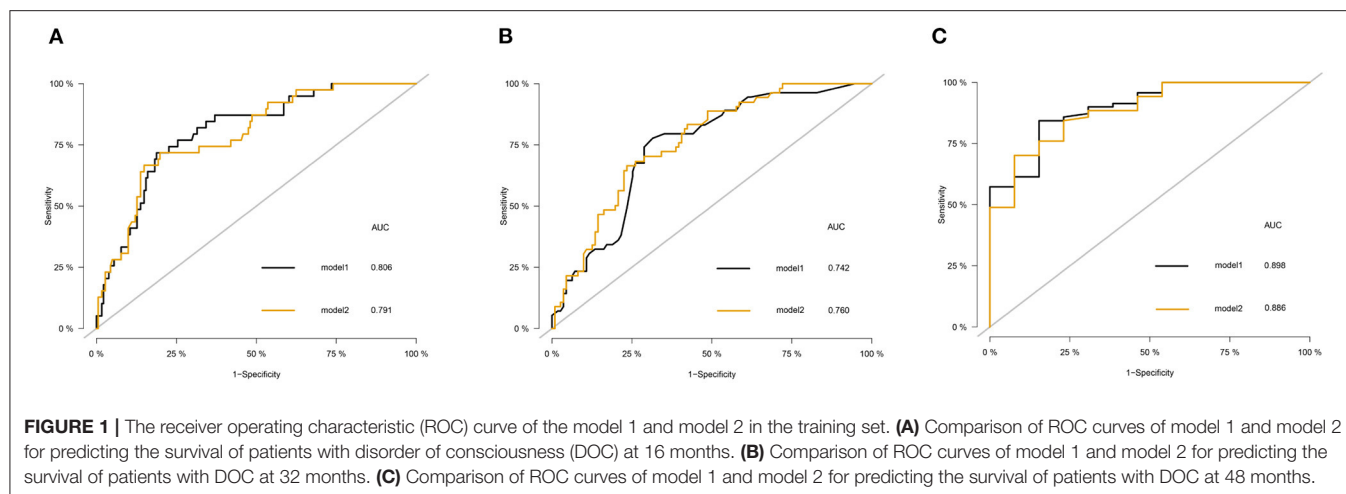 A
100 %
75 %
50 %
25 %
0 %
Sensitivity
AUC
model1 0.806
model2 0.791
0 % 25 % 50 % 75 % 100 %
1−Specificity
B
100 %
75 %
50 %
25 %
0 %
Sensitivity
AUC
model1 0.742
model2 0.760
0 % 25 % 50 % 75 % 100 %
1−Specificity
C
100 %
75 %
50 %
25 %
0 %
Sensitivity
AUC
model1 0.898
model2 0.886
0 % 25 % 50 % 75 % 100 %
1−Specificity
FIGURE 1 | The receiver operating characteristic (ROC) curve of the model 1 and model 2 in the training set. (A) Comparison of ROC curves of model 1 and model 2
for predicting the survival of patients with disorder of consciousness (DOC) at 16 months. (B) Comparison of ROC curves of model 1 and model 2 for predicting the
survival of patients with DOC at 32 months. (C) Comparison of ROC curves of model 1 and model 2 for predicting the survival of patients with DOC at 48 months.